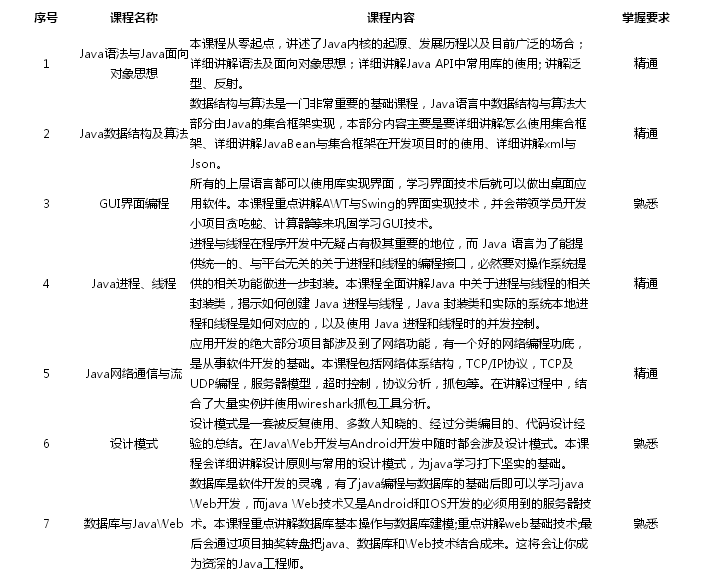 序号 课程名称 课程内容 掌握要求
1 Java语法与Java面向对象思想 本课程从零起点，讲述了Java内核的起源、发展历程以及目前广泛的场合；
详细讲解语法及面向对象思想；详细讲解Java API中常用库的使用; 讲解泛
型、反射。 精通
2 Java数据结构及算法 数据结构与算法是一门非常重要的基础课程，Java语言中数据结构与算法大
部分由Java的集合框架实现，本部分内容主要是要详细讲解怎么使用集合框
架、详细讲解JavaBean与集合框架在开发项目时的使用、详细讲解xml与
Json。 精通
3 GUI界面编程 所有的上层语言都可以使用库实现界面，学习界面技术后就可以做出桌面应
用软件。本课程重点讲解AWT与Swing的界面实现技术，并会带领学员开发
小项目贪吃蛇、计算器等来巩固学习GUI技术。 熟悉
4 Java进程、线程 进程与线程在程序开发中无疑占有极其重要的地位，而 Java 语言为了能提
供统一的、与平台无关的关于进程和线程的编程接口，必然要对操作系统提
供的相关功能做进一步封装。本课程全面讲解Java 中关于进程与线程的相关
封装类，揭示如何创建 Java 进程与线程，Java 封装类和实际的系统本地进
程和线程是如何对应的，以及使用 Java 进程和线程时的并发控制。 精通
5 Java网络通信与流 应用开发的绝大部分项目都涉及到了网络功能，有一个好的网络编程功底，
是从事软件开发的基础。本课程包括网络体系结构，TCP/IP协议，TCP及
UDP编程，服务器模型，超时控制，协议分析，抓包等。在讲解过程中，结
合了大量实例并使用wireshark抓包工具分析。 精通
6 设计模式 设计模式是一套被反复使用、多数人知晓的、经过分类编目的、代码设计经
验的总结。在JavaWeb开发与Android开发中随时都会涉及设计模式。本课
程会详细讲解设计原则与常用的设计模式，为java学习打下坚实的基础。 熟悉
7 数据库与JavaWeb 数据库是软件开发的灵魂，有了java编程与数据库的基础后即可以学习java
Web开发，而java Web技术又是Android和IOS开发的必须用到的服务器技
术。本课程重点讲解数据库基本操作与数据库建模;重点讲解web基础技术;最
后会通过项目抽奖转盘把java、数据库和Web技术结合成来。这将会让你成
为资深的Java工程师。 熟悉